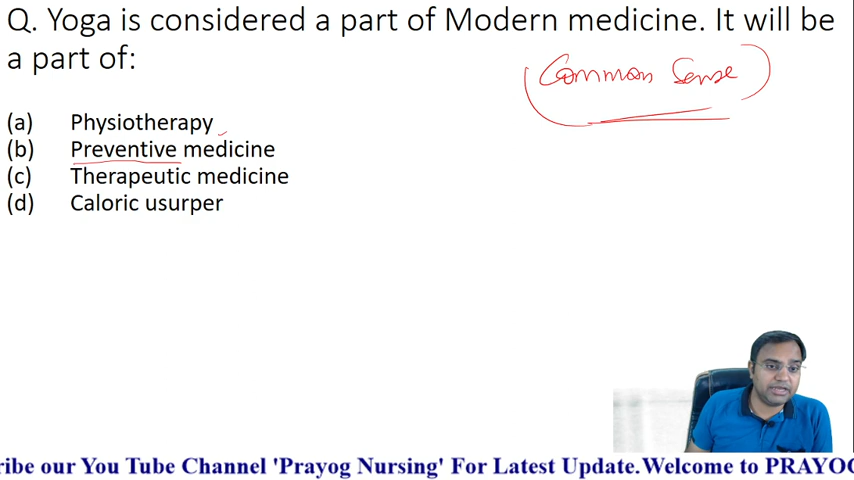 Q. Yoga is considered a part of Modern medicine. It will be
a part of:
Common Sense
(a) Physiotherapy
(b) Preventive medicine
(c) Therapeutic medicine
(d) Caloric usurper
ribe our You Tube Channel 'Prayog Nursing' For Latest Update.Welcome to PRAYOG